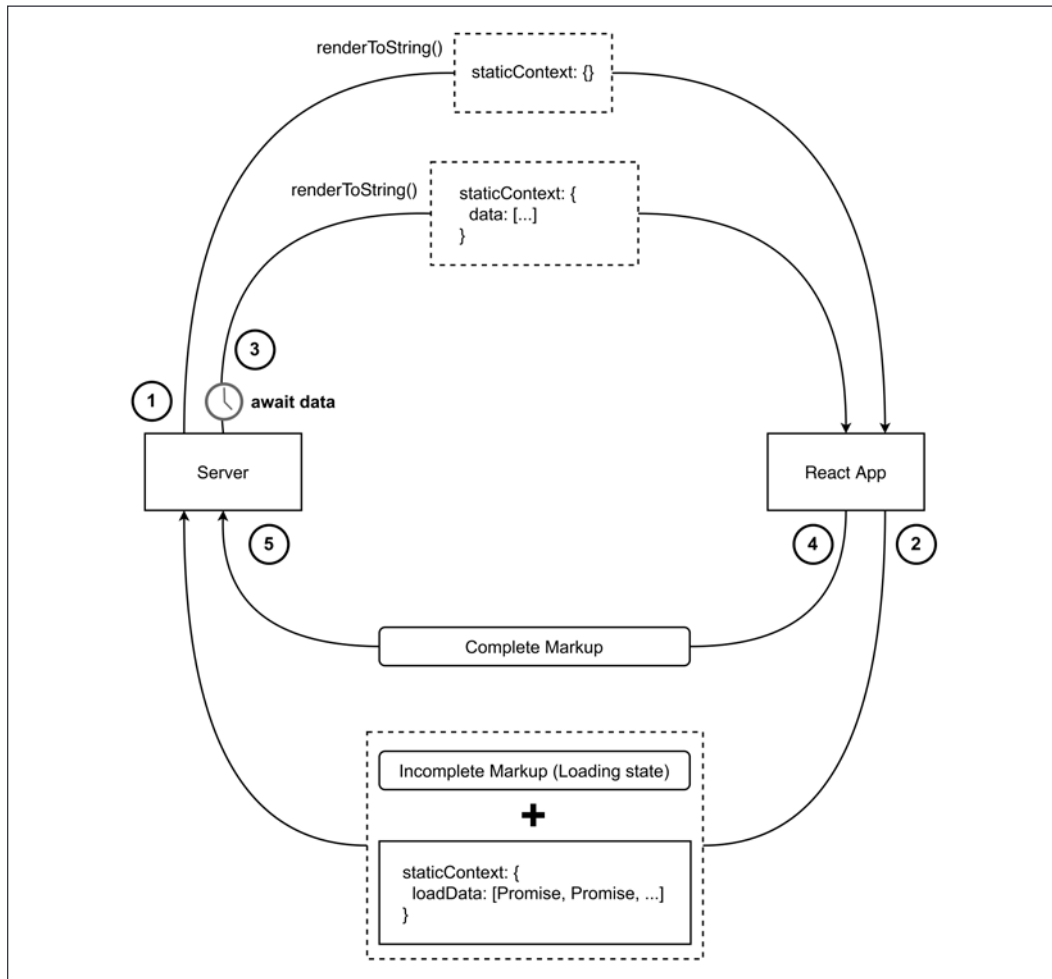 renderToString()
staticContext: {}
renderToString()
staticContext: {
data: [...]
}
3
1
await data
Server
React App
5
4
2
Complete Markup
Incomplete Markup (Loading state)
+
staticContext: {
loadData: [Promise, Promise, ...]
}